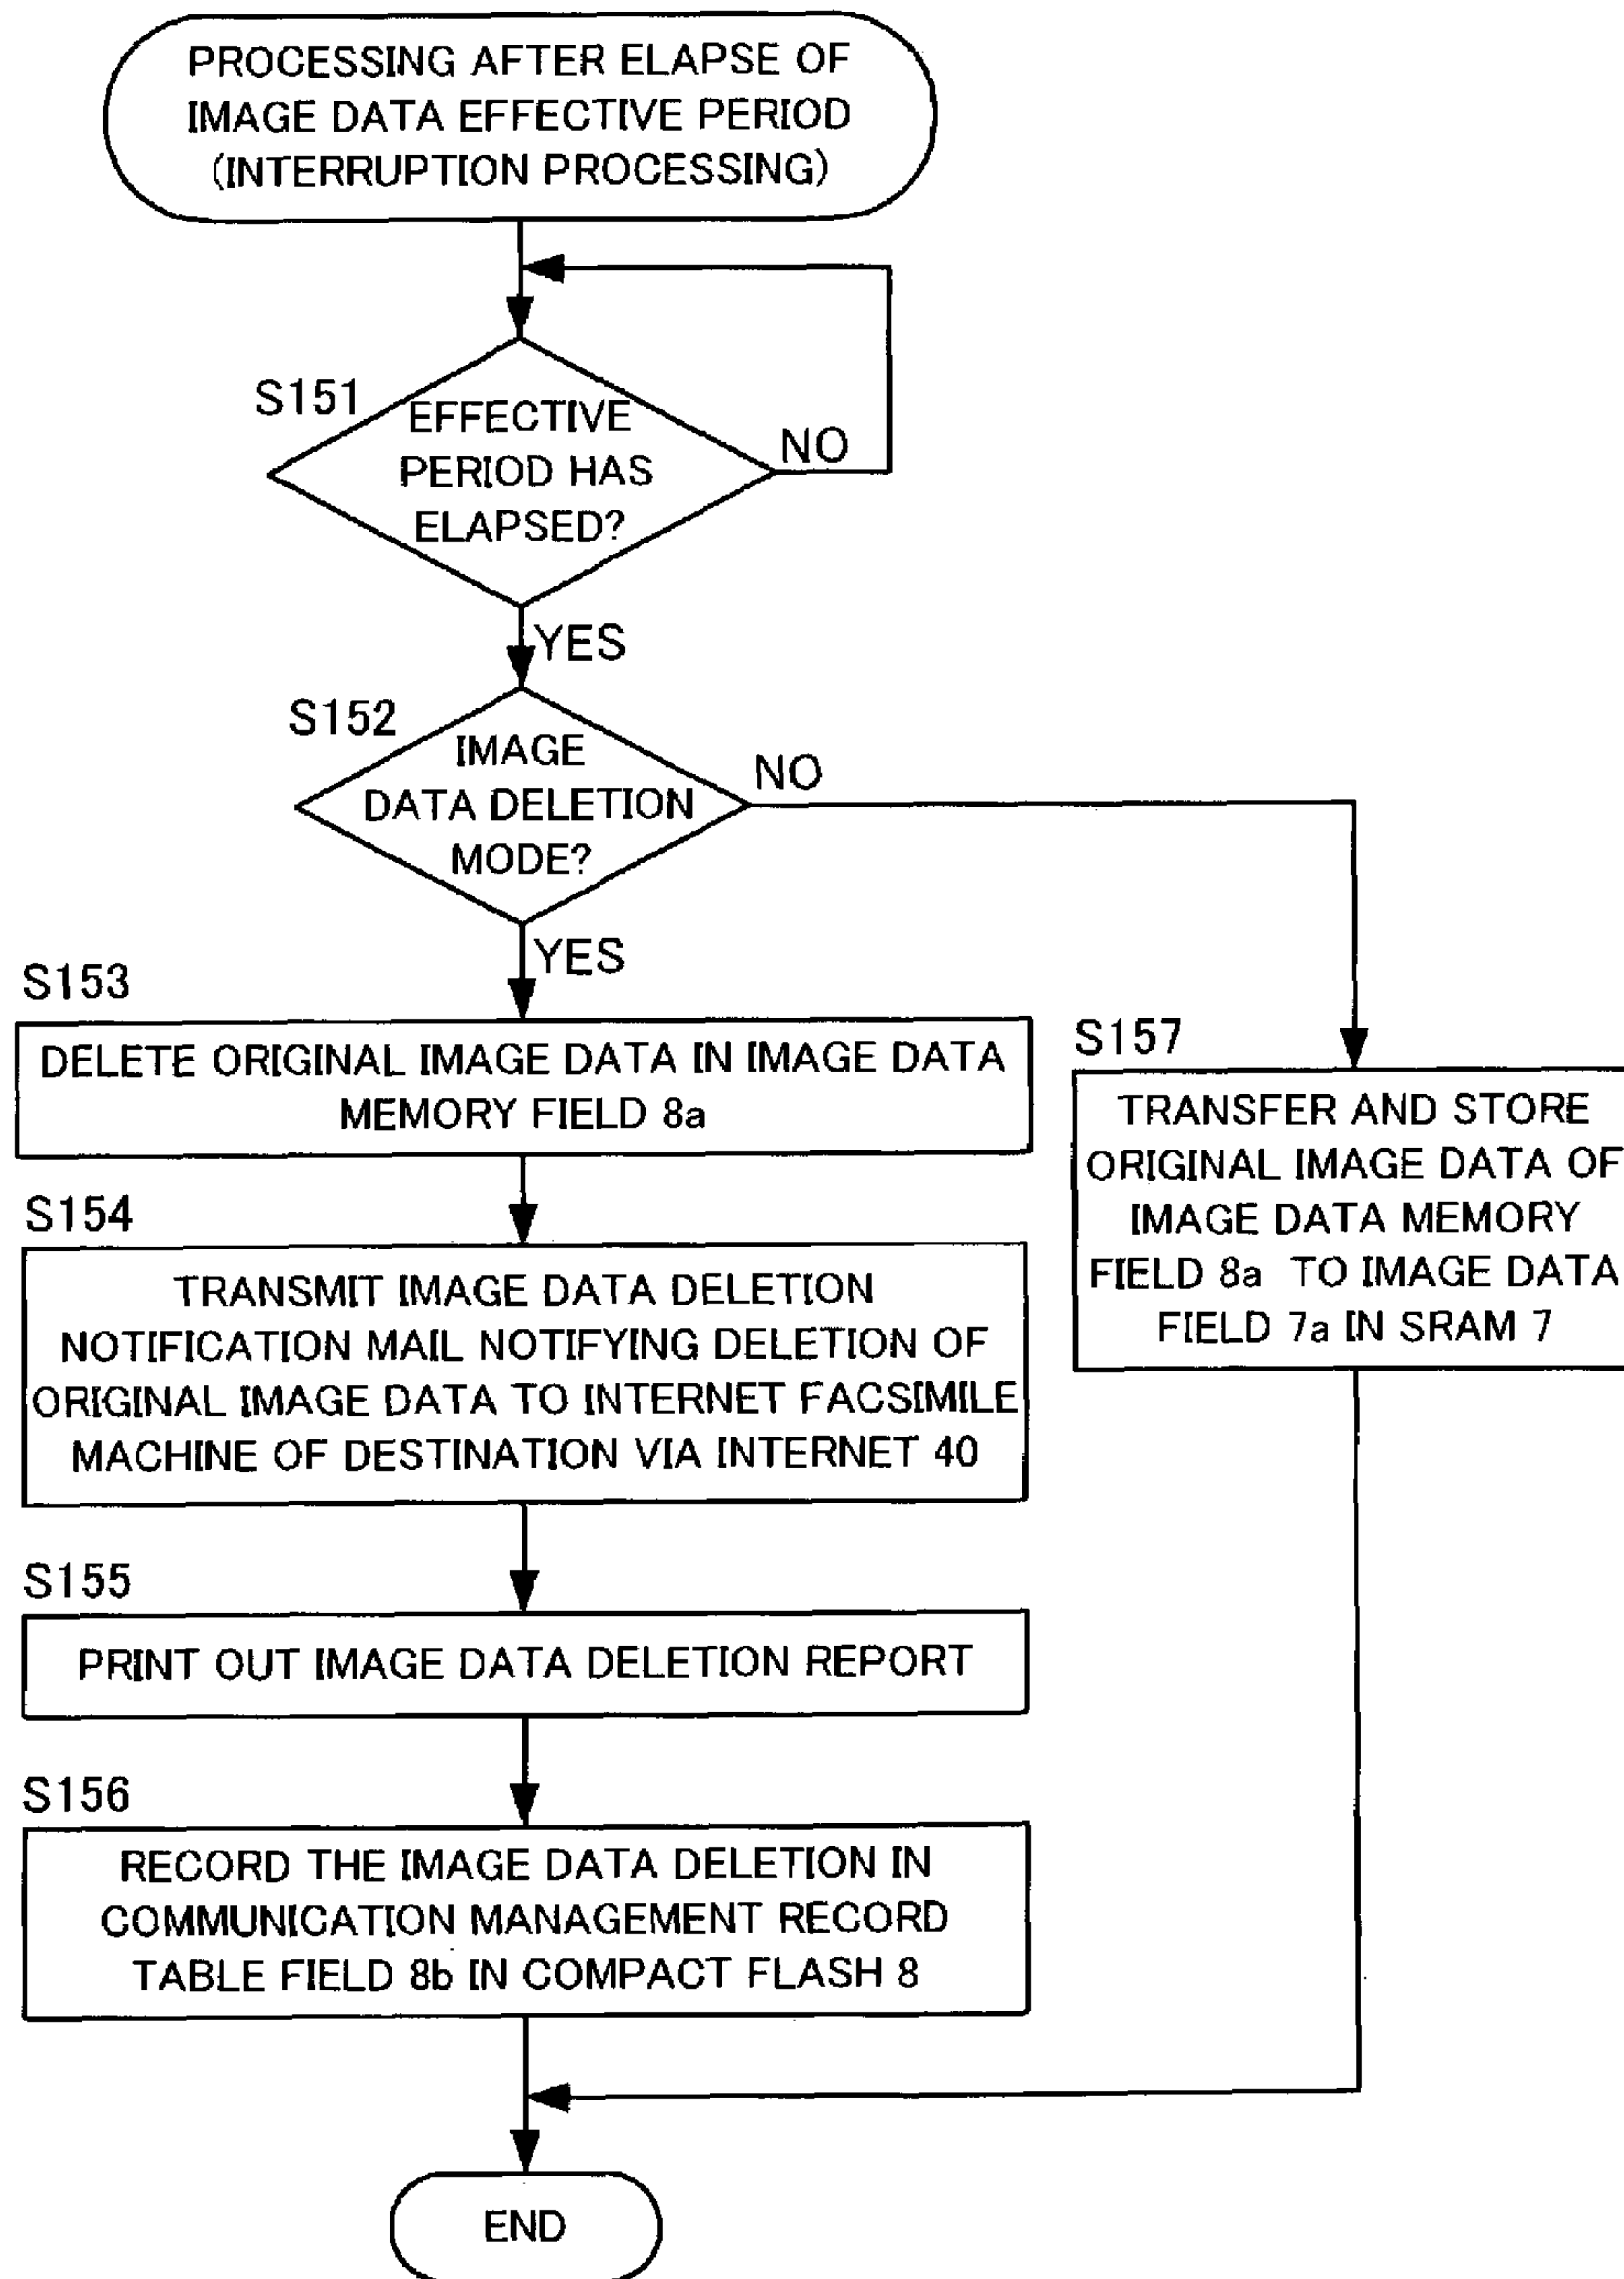 PROCESSING AFTER ELAPSE OF
IMAGE DATA EFFECTIVE PERIOD
(INTERRUPTION PROCESSING)
S151
EFFECTIVE
PERIOD HAS
ELAPSED?
NO
YES
S152
IMAGE
DATA DELETION
MODE?
NO
YES
S153
DELETE ORIGINAL IMAGE DATA IN IMAGE DATA
MEMORY FIELD 8a
S157
TRANSFER AND STORE
ORIGINAL IMAGE DATA OF
IMAGE DATA MEMORY
FIELD 8a TO IMAGE DATA
FIELD 7a IN SRAM 7
S154
TRANSMIT IMAGE DATA DELETION
NOTIFICATION MAIL NOTIFYING DELETION OF
ORIGINAL IMAGE DATA TO INTERNET FACSIMILE
MACHINE OF DESTINATION VIA INTERNET 40
S155
PRINT OUT IMAGE DATA DELETION REPORT
S156
RECORD THE IMAGE DATA DELETION IN
COMMUNICATION MANAGEMENT RECORD
TABLE FIELD 8b IN COMPACT FLASH 8
END